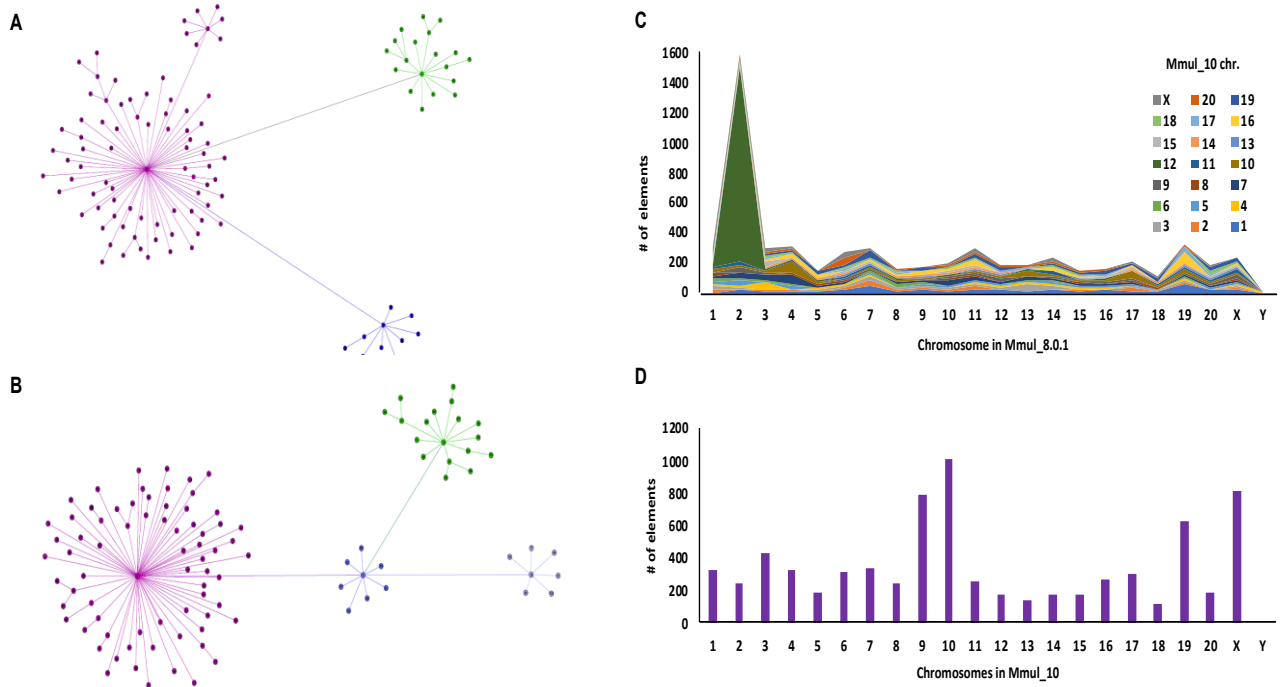 A
B
C
# of elements
1600
1400
1200
1000
800
600
400
200
0
1 2 3 4 5 6 7 8 9 10 11 12 13 14 15 16 17 18 19 20 X Y
Chromosome in Mmul_8.0.1
Mmul_10 chr.
X 20 19
18 17 16
15 14 13
12 11 10
9 8 7
6 5 4
3 2 1
D
# of elements
1200
1000
800
600
400
200
0
1 2 3 4 5 6 7 8 9 10 11 12 13 14 15 16 17 18 19 20 X Y
Chromosomes in Mmul_10